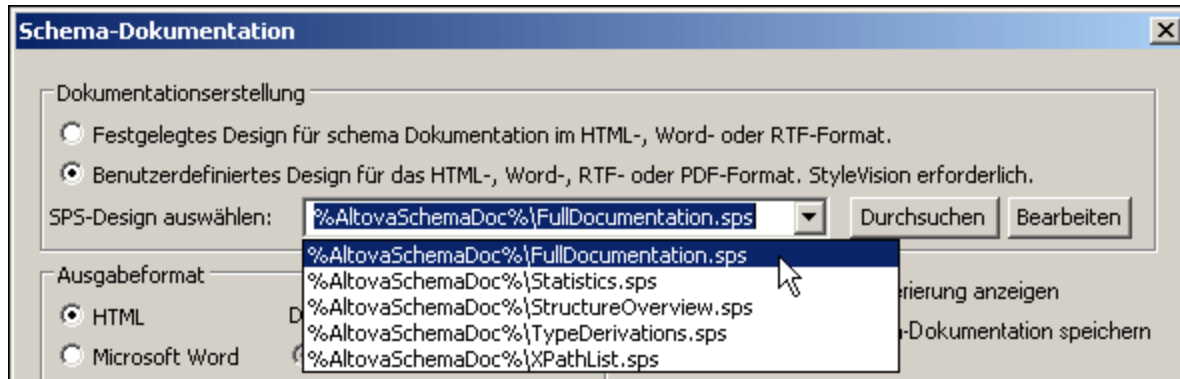 Schema-Dokumentation
Dokumentationserstellung
Festgelegtes Design für schema Dokumentation im HTML-, Word- oder RTF-Format.
Benutzerdefiniertes Design für das HTML-, Word-, RTF- oder PDF-Format. StyleVision erforderlich.
SPS-Design auswählen: %AltovaSchemaDoc%\FullDocumentation.sps Durchsuchen Bearbeiten
%AltovaSchemaDoc%\FullDocumentation.sps
Ausgabeformat
%AltovaSchemaDoc%\Statistics.sps
%AltovaSchemaDoc%\StructureOverview.sps
anzeigen
HTML
%AltovaSchemaDoc%\TypeDerivations.sps
-Dokumentation speichern
Microsoft Word
%AltovaSchemaDoc%\XPathList.sps